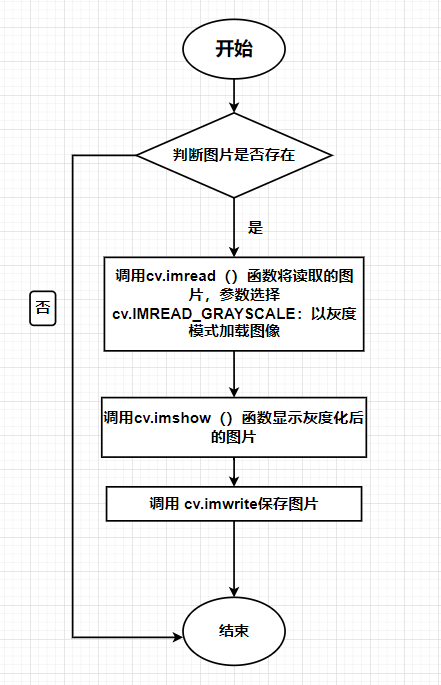 开始
判断图片是否存在
是
否
调用cv.imread（）函数将读取的图
片，参数选择
cv.IMREAD_GRAYSCALE：以灰度
模式加载图像
调用cv.imshow（）函数显示灰度化后
的图片
调用 cv.imwrite保存图片
结束